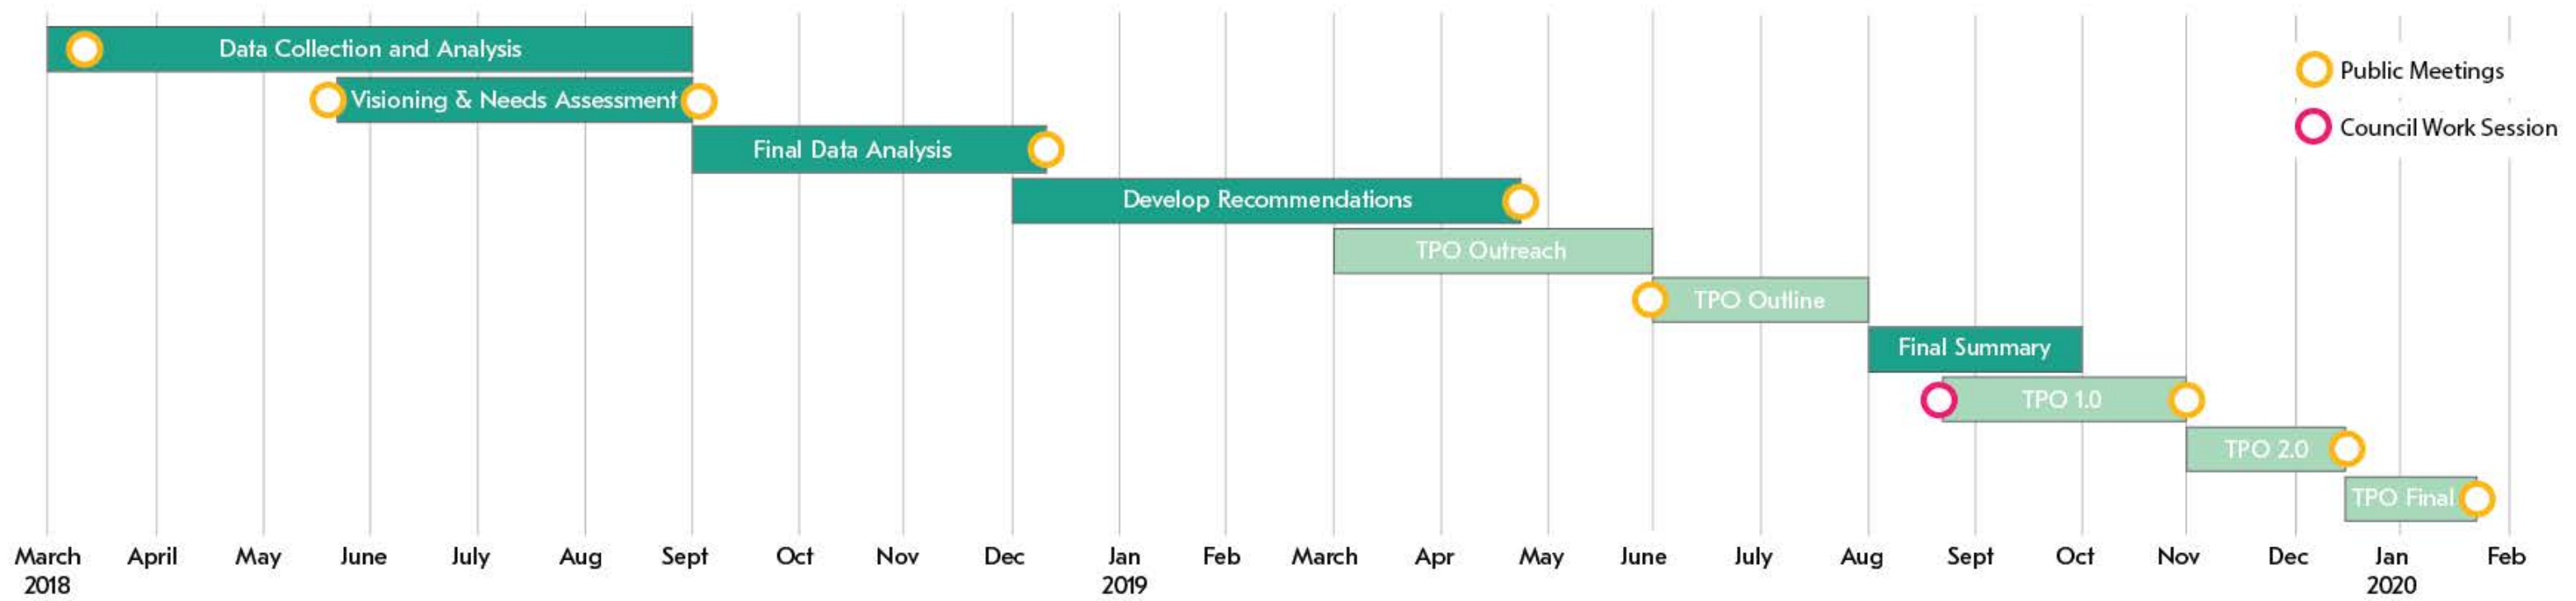 Data Collection and Analysis
Public Meetings
Visioning & Needs Assessment
Council Work Session
Final Data Analysis
Develop Recommendations
TPO Outreach
TPO Outline
Final Summary
TPO 1.0
TPO 2.0
TPO Final
March April May June July Aug Sept Oct Nov Dec Jan Feb March Apr May June July Aug Sept Oct Nov Dec Jan Feb
2018 2019 2020